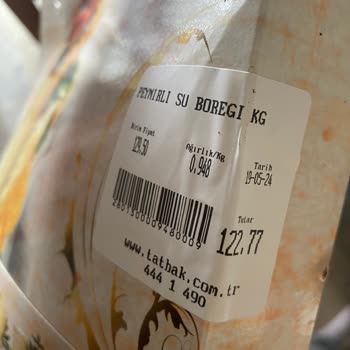 PEYNIRLI SU BOREGI KG
Birim Fiyat
129.50
Ağırlık/Kg
0.948
Tarih
19-05-24
Tutar
122.77
www.tatbak.com.tr
444 1 490